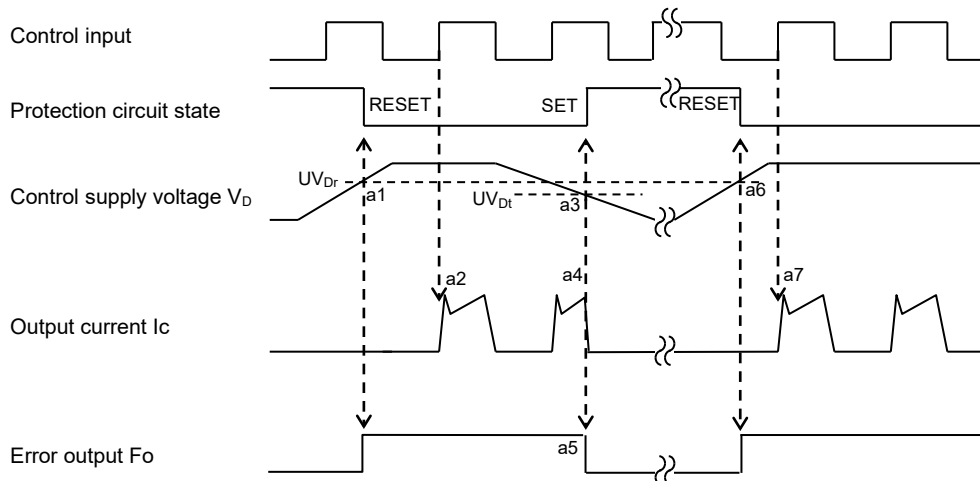 Control input
Protection circuit state
RESET
SET
RESET
Control supply voltage VD
UVDr
a1
UVDt
a3
a6
a2
a4
a7
Output current Ic
Error output Fo
a5